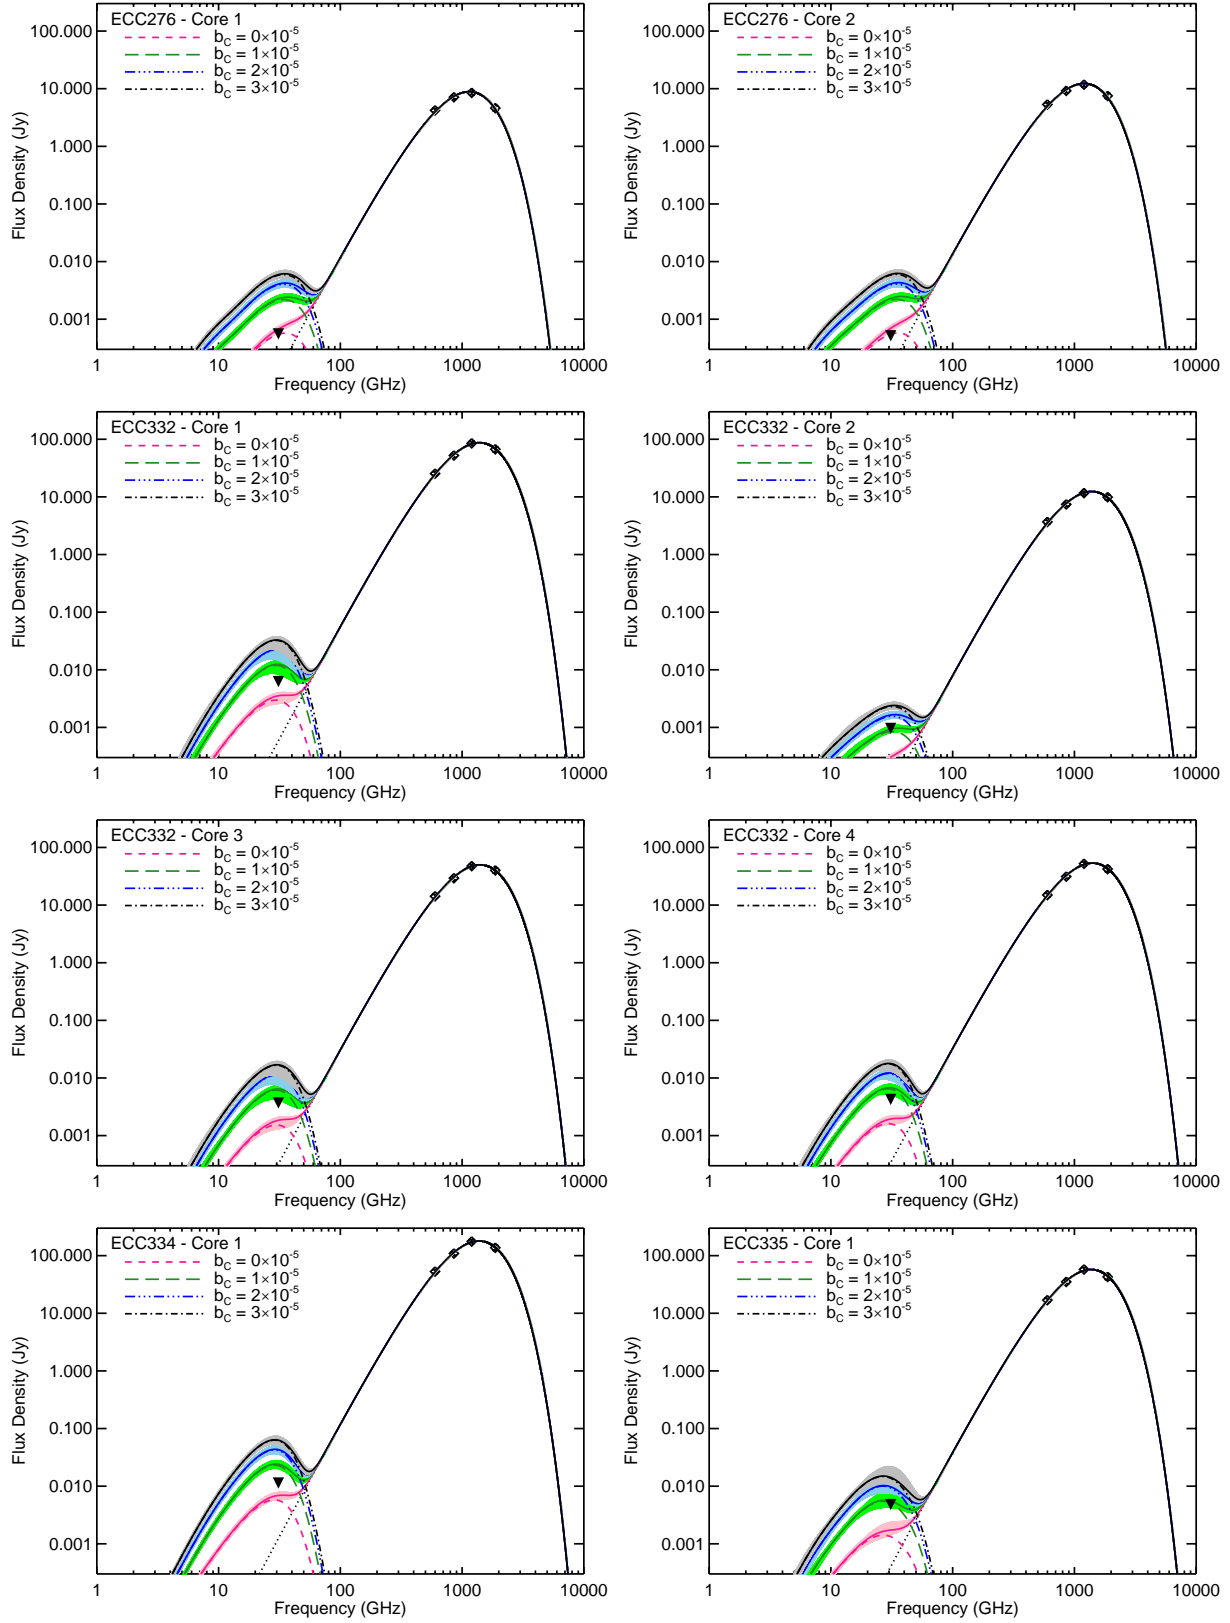 ECC276 - Core 1
b_C = 0×10^-5
b_C = 1×10^-5
b_C = 2×10^-5
b_C = 3×10^-5
100.000
10.000
1.000
0.100
0.010
0.001
Flux Density (Jy)
1 10 100 1000 10000
Frequency (GHz)
ECC276 - Core 2
b_C = 0×10^-5
b_C = 1×10^-5
b_C = 2×10^-5
b_C = 3×10^-5
100.000
10.000
1.000
0.100
0.010
0.001
Flux Density (Jy)
1 10 100 1000 10000
Frequency (GHz)
ECC332 - Core 1
b_C = 0×10^-5
b_C = 1×10^-5
b_C = 2×10^-5
b_C = 3×10^-5
100.000
10.000
1.000
0.100
0.010
0.001
Flux Density (Jy)
1 10 100 1000 10000
Frequency (GHz)
ECC332 - Core 2
b_C = 0×10^-5
b_C = 1×10^-5
b_C = 2×10^-5
b_C = 3×10^-5
100.000
10.000
1.000
0.100
0.010
0.001
Flux Density (Jy)
1 10 100 1000 10000
Frequency (GHz)
ECC332 - Core 3
b_C = 0×10^-5
b_C = 1×10^-5
b_C = 2×10^-5
b_C = 3×10^-5
100.000
10.000
1.000
0.100
0.010
0.001
Flux Density (Jy)
1 10 100 1000 10000
Frequency (GHz)
ECC332 - Core 4
b_C = 0×10^-5
b_C = 1×10^-5
b_C = 2×10^-5
b_C = 3×10^-5
100.000
10.000
1.000
0.100
0.010
0.001
Flux Density (Jy)
1 10 100 1000 10000
Frequency (GHz)
ECC334 - Core 1
b_C = 0×10^-5
b_C = 1×10^-5
b_C = 2×10^-5
b_C = 3×10^-5
100.000
10.000
1.000
0.100
0.010
0.001
Flux Density (Jy)
1 10 100 1000 10000
Frequency (GHz)
ECC335 - Core 1
b_C = 0×10^-5
b_C = 1×10^-5
b_C = 2×10^-5
b_C = 3×10^-5
100.000
10.000
1.000
0.100
0.010
0.001
Flux Density (Jy)
1 10 100 1000 10000
Frequency (GHz)